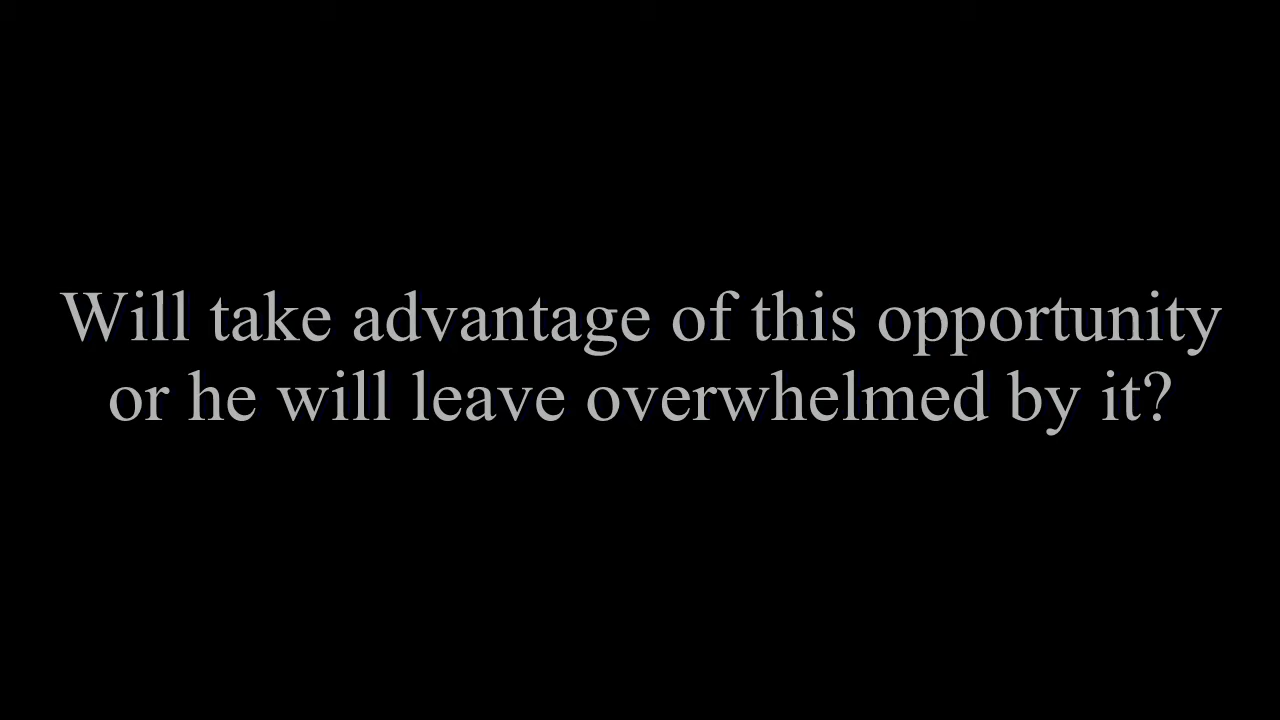 Will take advantage of this opportunity
or he will leave overwhelmed by it?